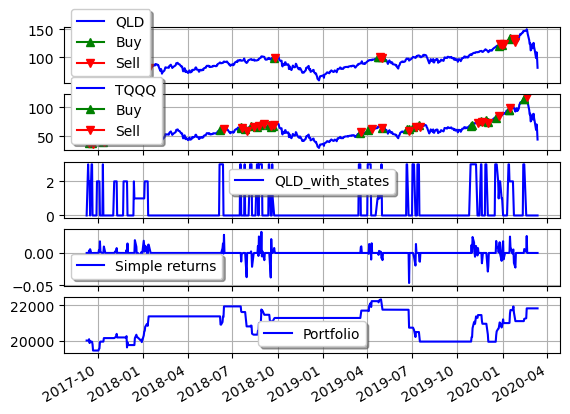 QLD
Buy
Sell
150
100
TQQQ
Buy
Sell
100
50
QLD_with_states
2
0
Simple returns
0.00
−0.05
Portfolio
22000
20000
2017-10 2018-01 2018-04 2018-07 2018-10 2019-01 2019-04 2019-07 2019-10 2020-01 2020-04